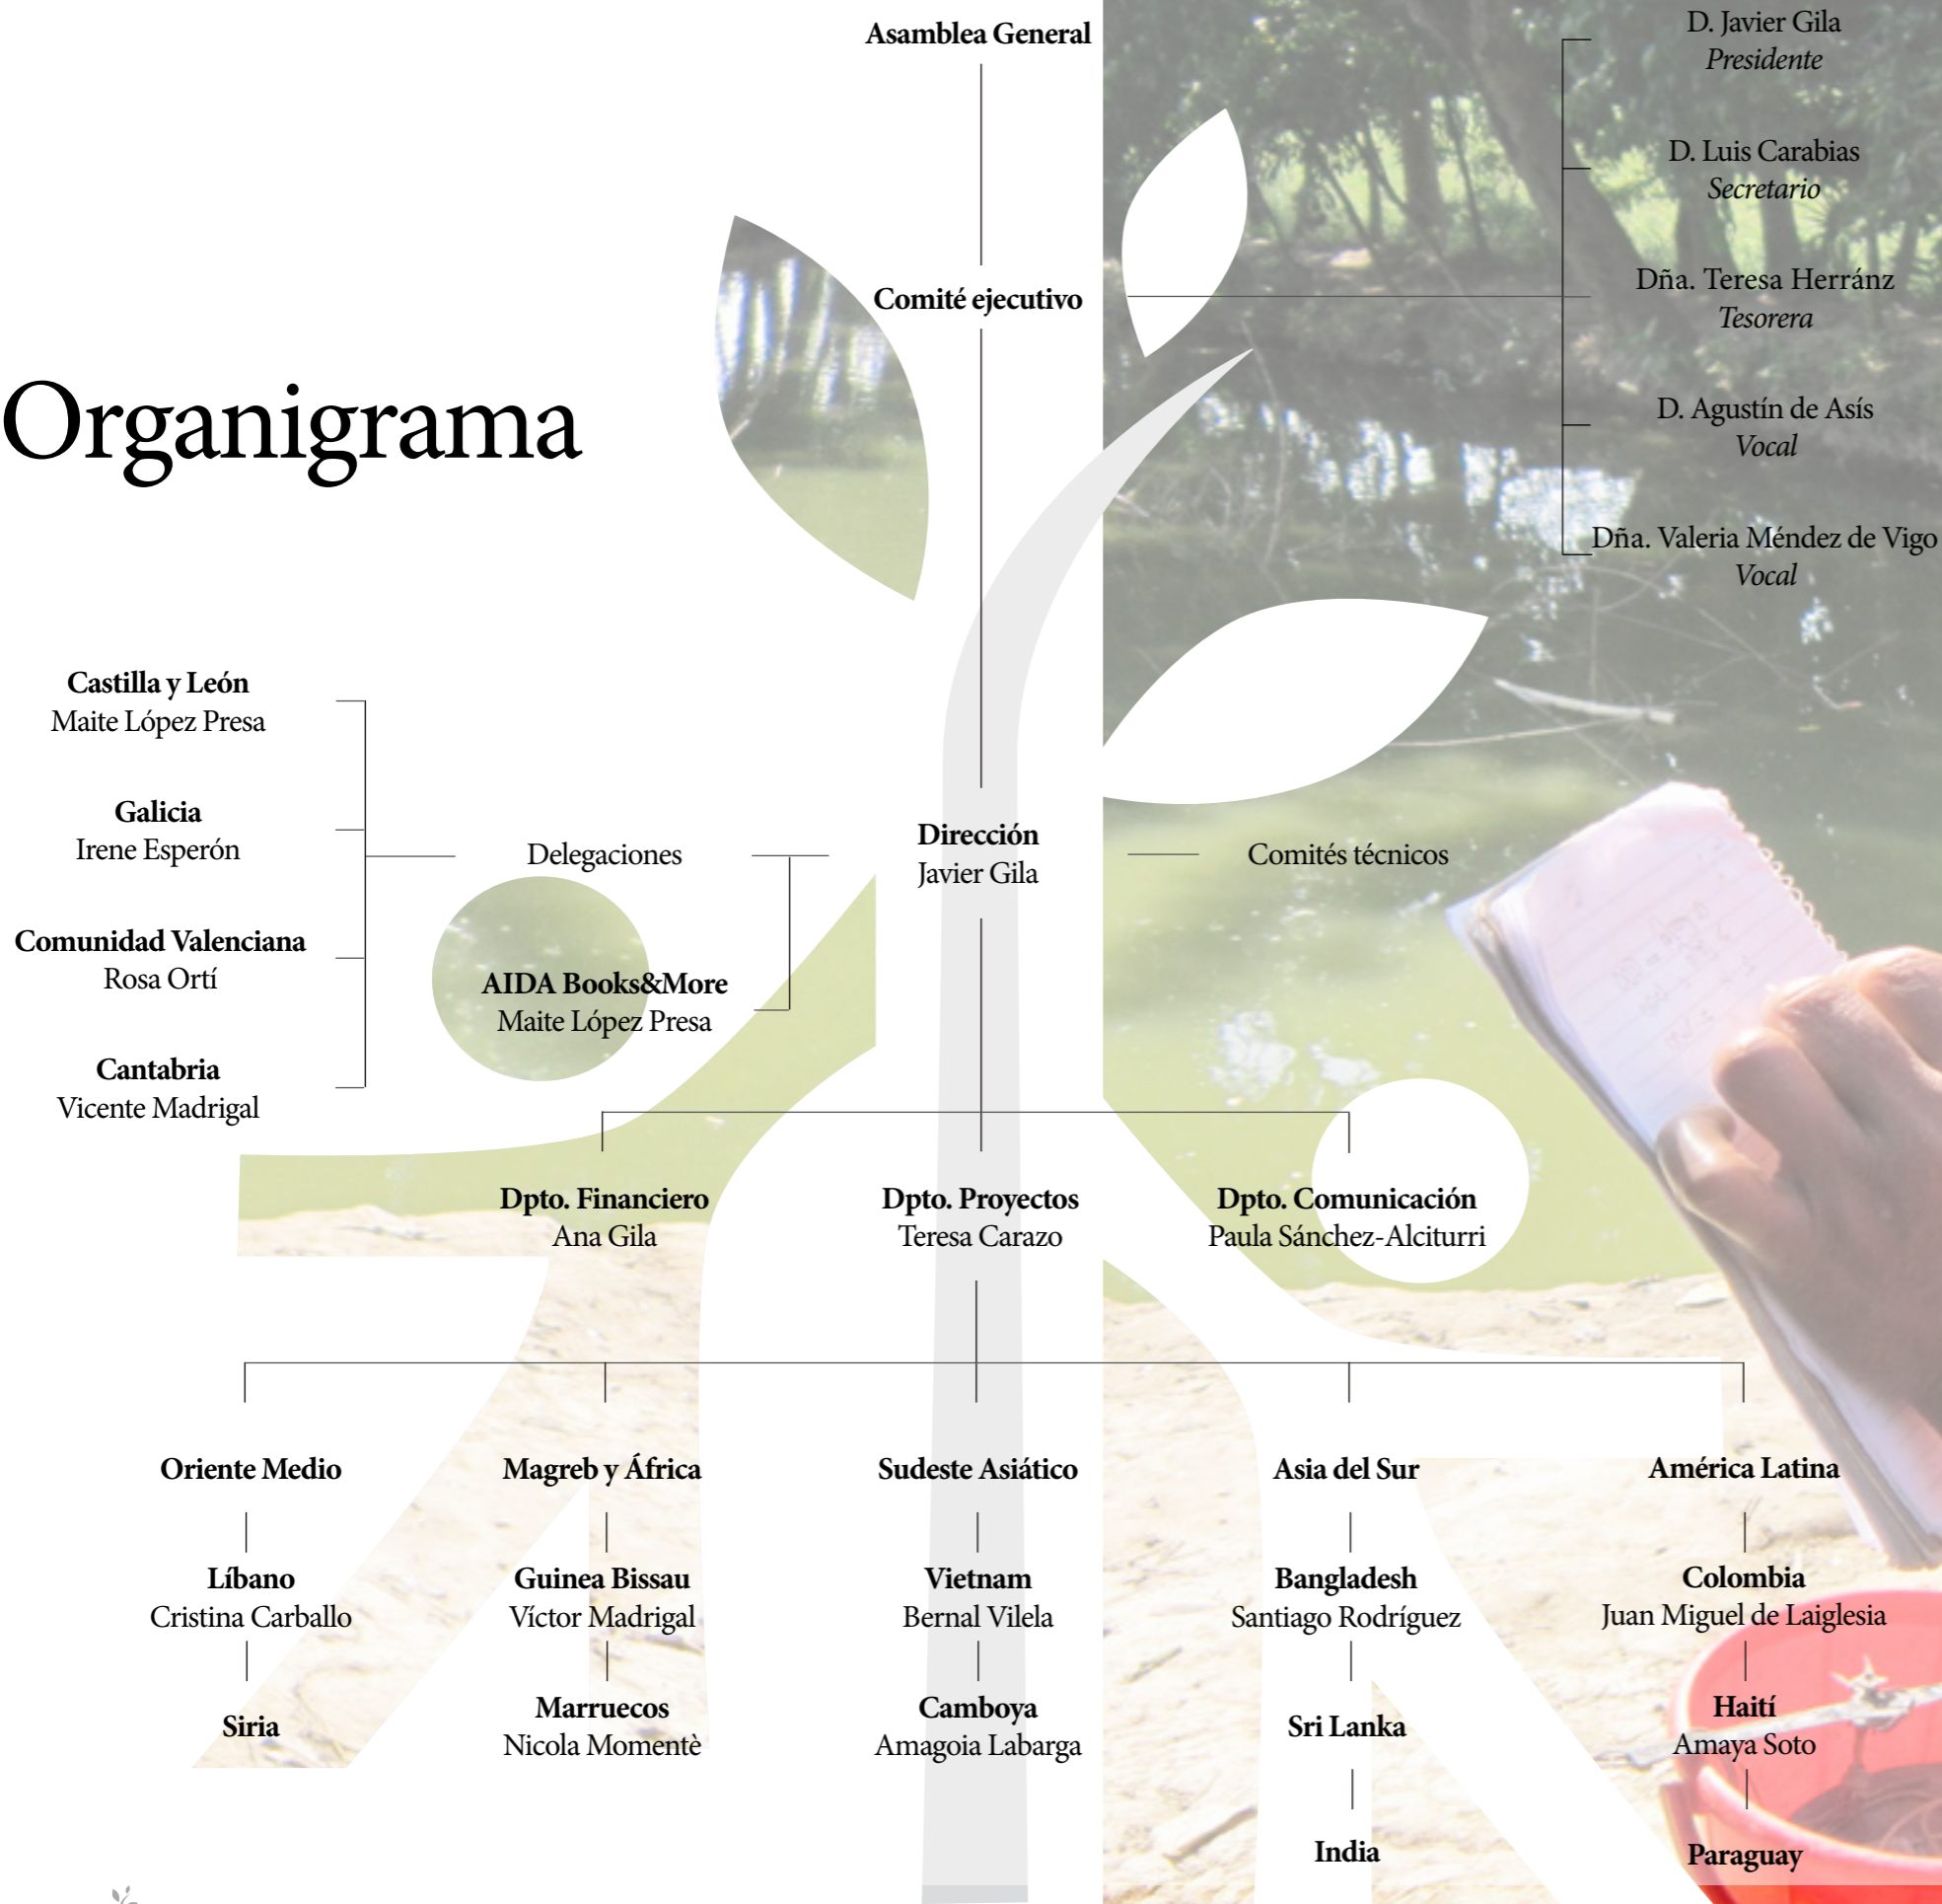 Asamblea General
D. Javier Gila
Presidente
D. Luis Carabias
Secretario
Comité ejecutivo
Dña. Teresa Herránz
Tesorera
Organigrama
D. Agustín de Asís
Vocal
Dña. Valeria Méndez de Vigo
Vocal
Castilla y León
Maite López Presa
Galicia
Irene Esperón
Comunidad Valenciana
Rosa Ortí
Cantabria
Vicente Madrigal
Delegaciones
AIDA Books&More
Maite López Presa
Dirección
Javier Gila
Comités técnicos
Dpto. Financiero
Ana Gila
Dpto. Proyectos
Teresa Carazo
Dpto. Comunicación
Paula Sánchez-Alciturri
Oriente Medio
Líbano
Cristina Carballo
Siria
Magreb y África
Guinea Bissau
Víctor Madrigal
Marruecos
Nicola Momentè
Sudeste Asiático
Vietnam
Bernal Vilela
Camboya
Amagoia Labarga
Asia del Sur
Bangladesh
Santiago Rodríguez
Sri Lanka
India
América Latina
Colombia
Juan Miguel de Laiglesia
Haití
Amaya Soto
Paraguay